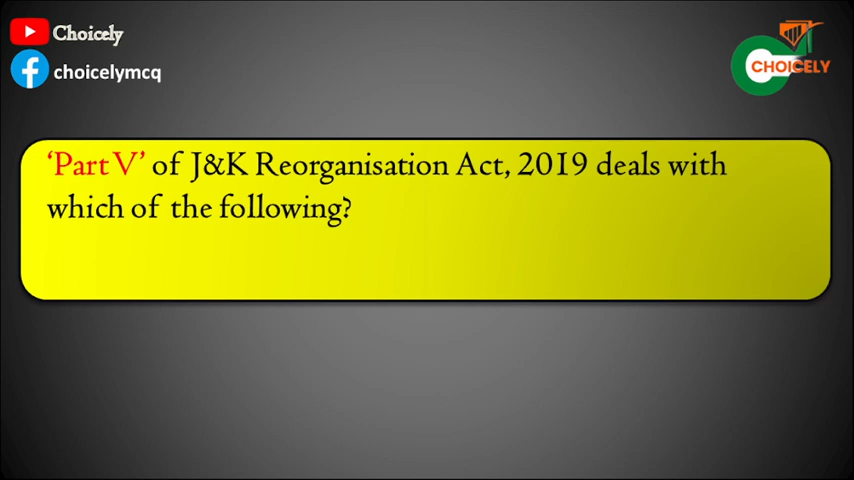 Choicely
choicelymcq
CHOICELY
‘Part V’ of J&K Reorganisation Act, 2019 deals with
which of the following?